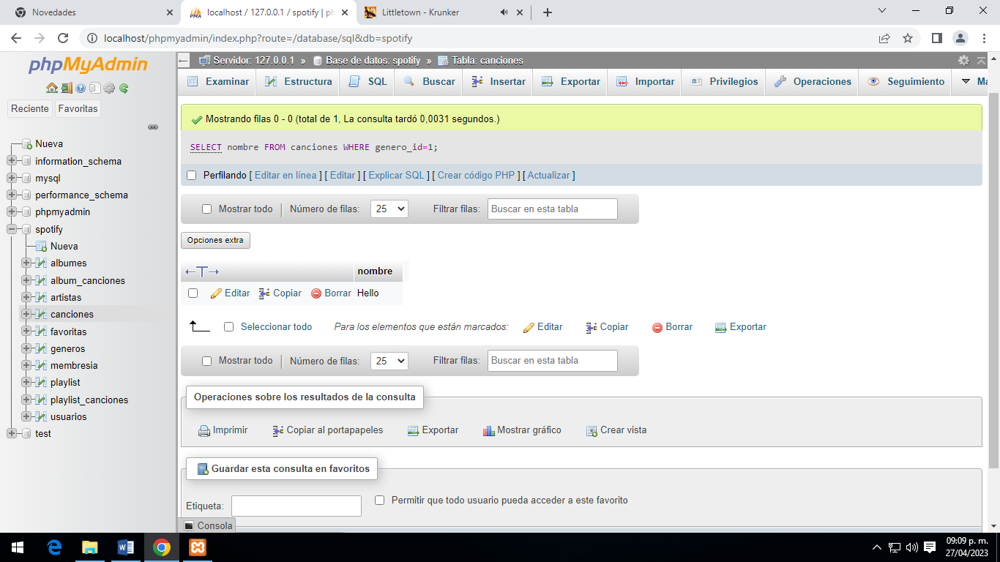 Novedades
localhost / 127.0.0.1 / spotify | ph
Littletown - Krunker
localhost/phpmyadmin/index.php?route=/database/sql&db=spotify
phpMyAdmin
Servidor: 127.0.0.1 » Base de datos: spotify » Tabla: canciones
Examinar Estructura SQL Buscar Insertar Exportar Importar Privilegios Operaciones Seguimiento Ma
Reciente Favoritas
Nueva
information_schema
mysql
performance_schema
phpmyadmin
spotify
Nueva
albumes
album_canciones
artistas
canciones
favoritas
generos
membresia
playlist
playlist_canciones
usuarios
test
Mostrando filas 0 - 0 (total de 1, La consulta tardó 0,0031 segundos.)
SELECT nombre FROM canciones WHERE genero_id=1;
Perfilando [ Editar en línea ] [ Editar ] [ Explicar SQL ] [ Crear código PHP ] [ Actualizar ]
Mostrar todo Número de filas: 25 Filtrar filas: Buscar en esta tabla
Opciones extra
←T→ nombre
Editar Copiar Borrar Hello
Seleccionar todo Para los elementos que están marcados: Editar Copiar Borrar Exportar
Mostrar todo Número de filas: 25 Filtrar filas: Buscar en esta tabla
Operaciones sobre los resultados de la consulta
Imprimir Copiar al portapapeles Exportar Mostrar gráfico Crear vista
Guardar esta consulta en favoritos
Etiqueta: Permitir que todo usuario pueda acceder a este favorito
Consola
09:09 p. m.
27/04/2023